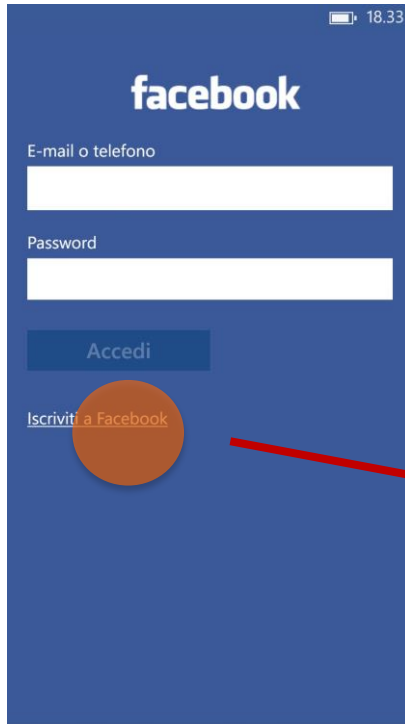 18.33
facebook
E-mail o telefono
Password
Accedi
Iscriviti a Facebook